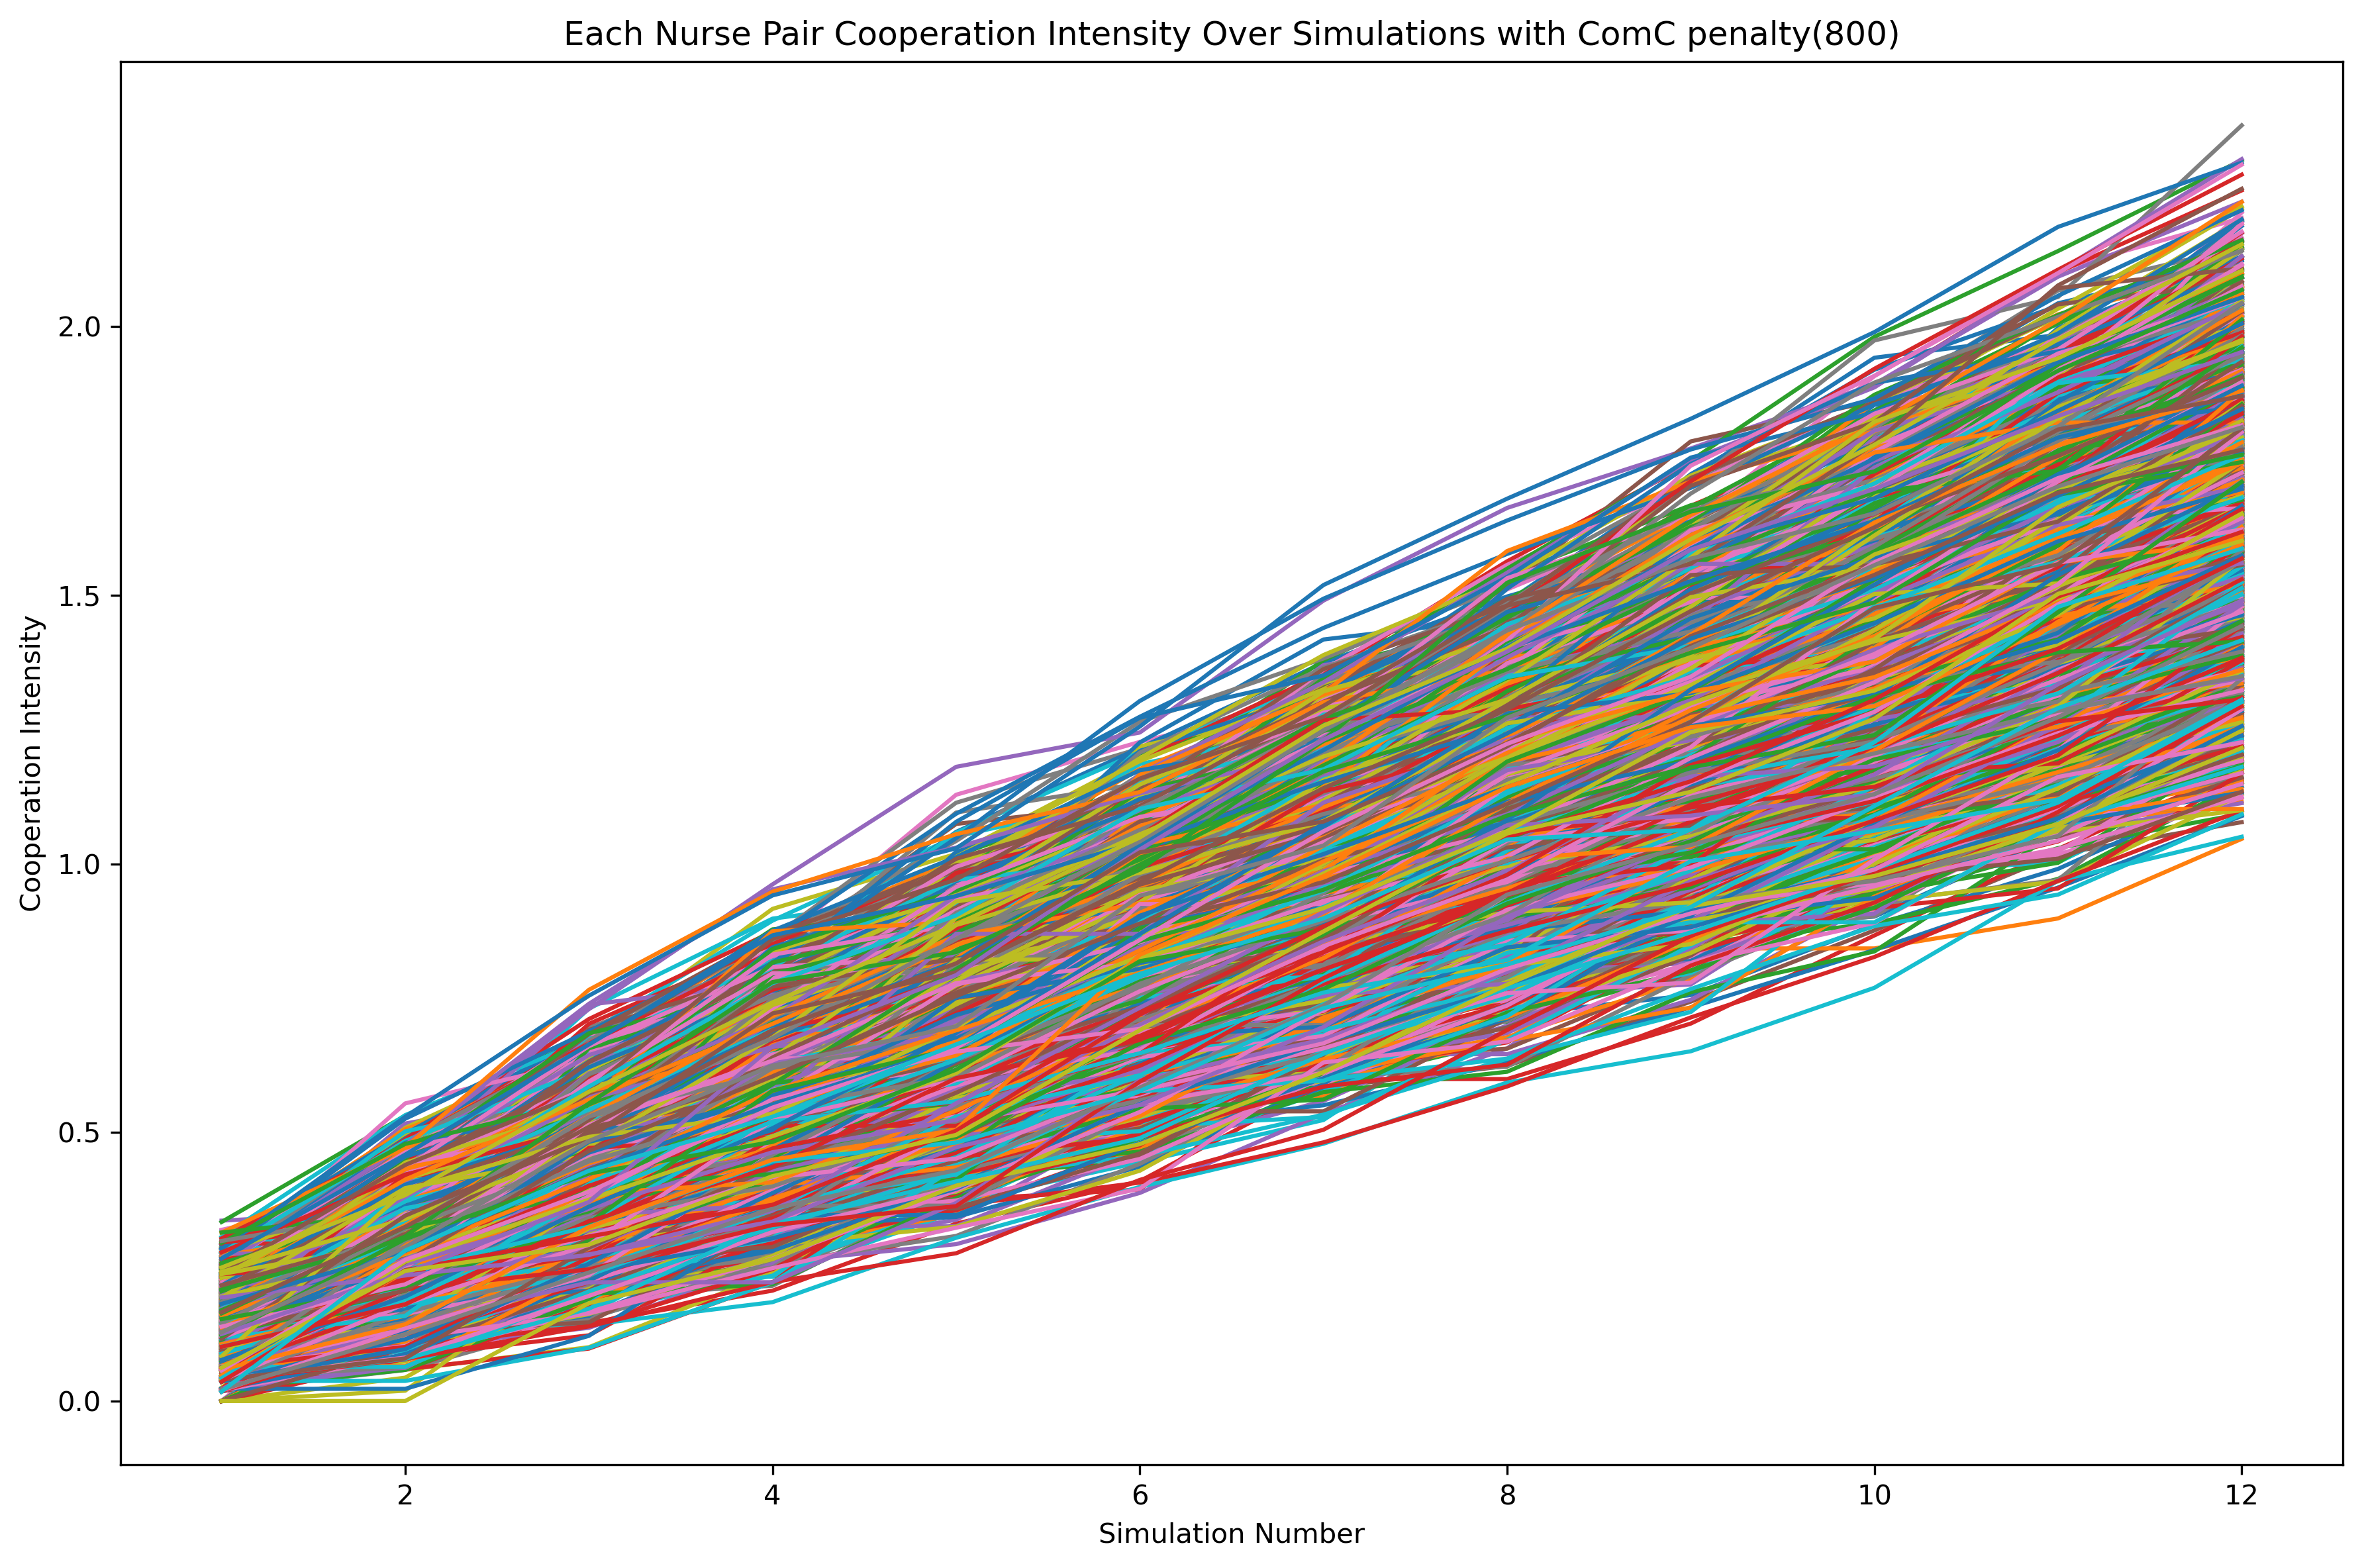 Each Nurse Pair Cooperation Intensity Over Simulations with ComC penalty(800)
Cooperation Intensity
2.0
1.5
1.0
0.5
0.0
2 4 6 8 10 12
Simulation Number